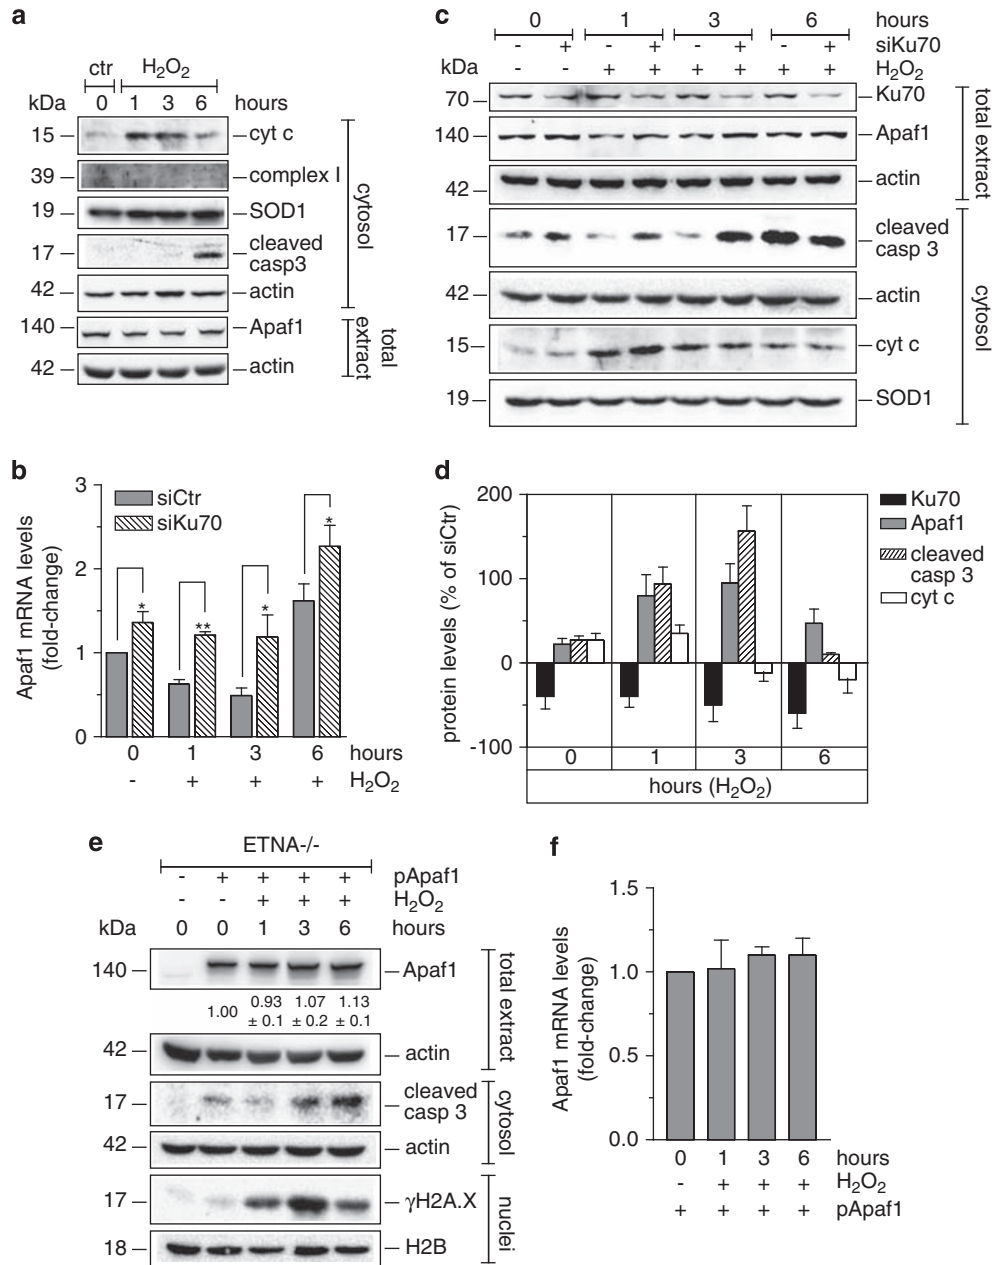 a
ctr H2O2
kDa 0 1 3 6 hours
15 cyt c
39 complex I
19 SOD1
17 cleaved casp3
42 actin
cytosol
140 Apaf1
42 actin
total extract
c
0 1 3 6 hours
- + - + - + - + siKu70
kDa - - + + + + + + H2O2
70 Ku70
140 Apaf1
42 actin
total extract
17 cleaved casp 3
42 actin
15 cyt c
19 SOD1
cytosol
b
Apaf1 mRNA levels
(fold-change)
3
2
1
0
siCtr
siKu70
* ** * *
0 1 3 6 hours
- + + + H2O2
d
protein levels (% of siCtr)
200
100
0
-100
Ku70
Apaf1
cleaved casp 3
cyt c
0 1 3 6
hours (H2O2)
e
ETNA-/-
- + + + + pApaf1
- - + + + H2O2
kDa 0 0 1 3 6 hours
140 Apaf1
1.00 0.93 ± 0.1 1.07 ± 0.2 1.13 ± 0.1
42 actin
total extract
17 cleaved casp 3
42 actin
cytosol
17 γH2A.X
18 H2B
nuclei
f
Apaf1 mRNA levels
(fold-change)
1.5
1.0
0.5
0.0
0 1 3 6 hours
- + + + H2O2
+ + + + pApaf1